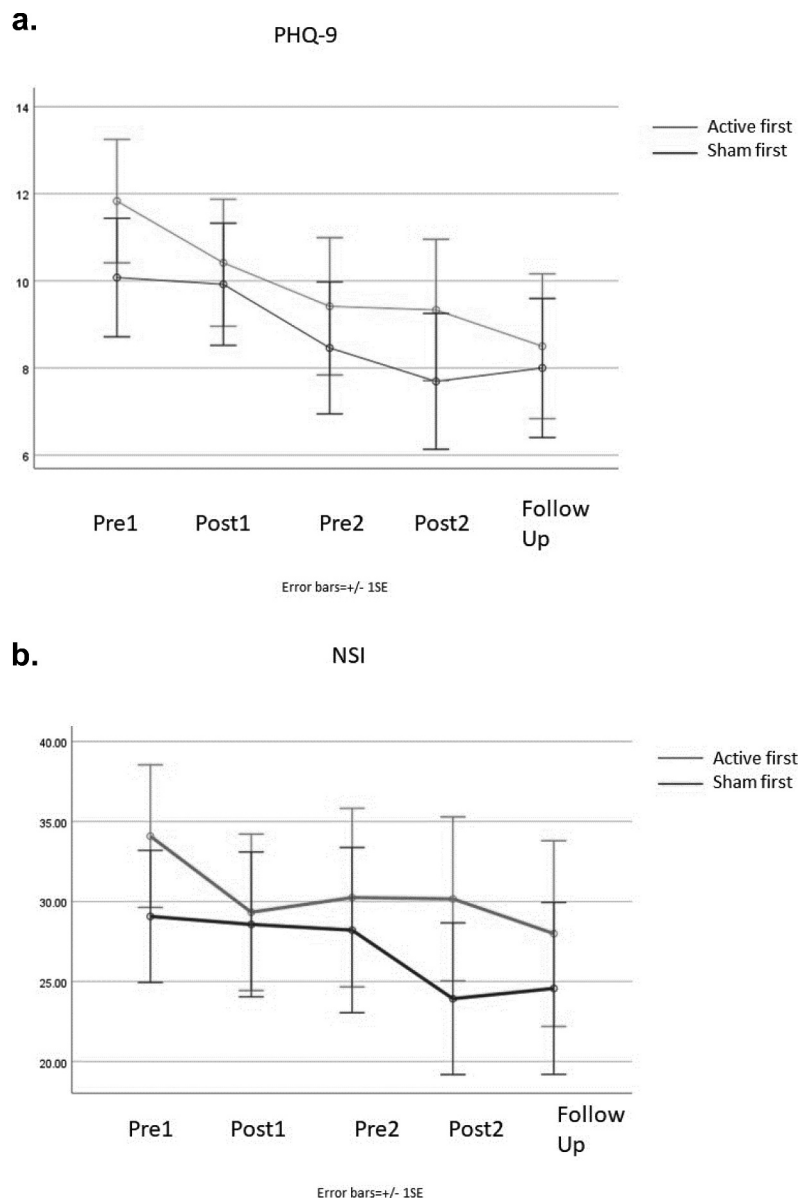 a.
PHQ-9
Active first
Sham first
14
12
10
8
6
Pre1 Post1 Pre2 Post2 Follow
Up
Error bars=+/- 1SE
b.
NSI
Active first
Sham first
40.00
35.00
30.00
25.00
20.00
Pre1 Post1 Pre2 Post2 Follow
Up
Error bars=+/- 1SE